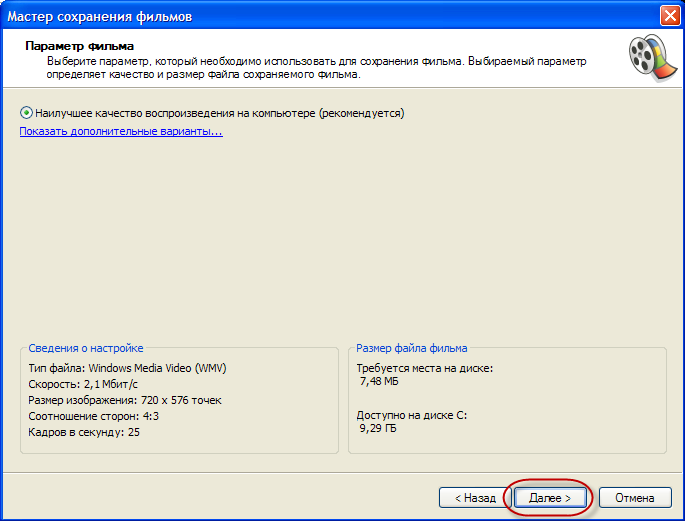 Мастер сохранения фильмов
Параметр фильма
Выберите параметр, который необходимо использовать для сохранения фильма. Выбираемый параметр
определяет качество и размер файла сохраняемого фильма.
Наилучшее качество воспроизведения на компьютере (рекомендуется)
Показать дополнительные варианты...
Сведения о настройке
Тип файла: Windows Media Video (WMV)
Скорость: 2,1 Мбит/с
Размер изображения: 720 x 576 точек
Соотношение сторон: 4:3
Кадров в секунду: 25
Размер файла фильма
Требуется места на диске:
7,48 МБ
Доступно на диске C:
9,29 ГБ
< Назад
Далее >
Отмена